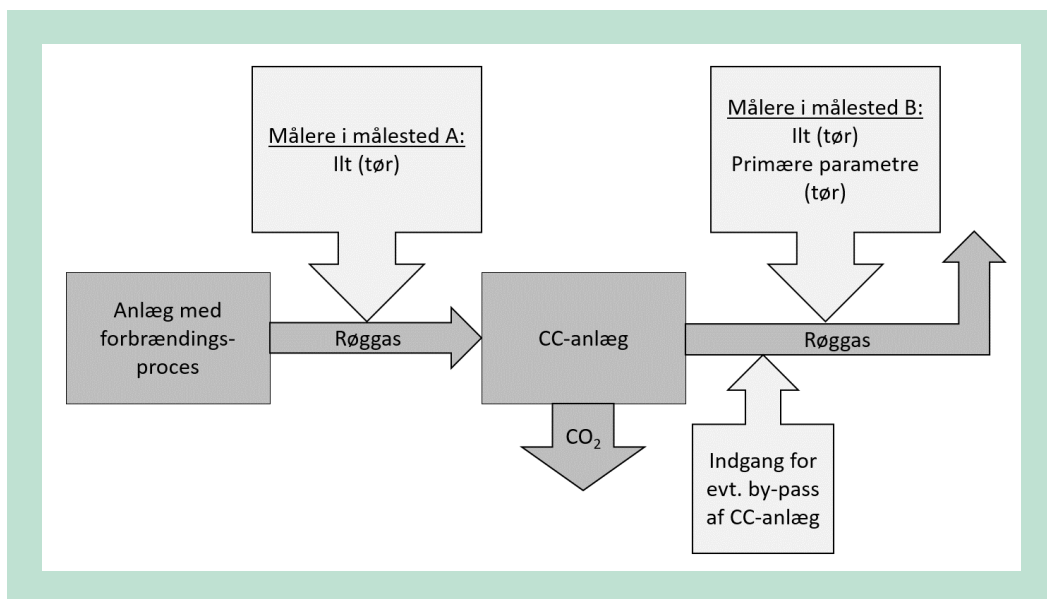 Målere i målested A:
Ilt (tør)
Målere i målested B:
Ilt (tør)
Primære parametre
(tør)
Anlæg med
forbrændings-
proces
Røggas
CC-anlæg
Røggas
CO₂
Indgang for
evt. by-pass
af CC-anlæg